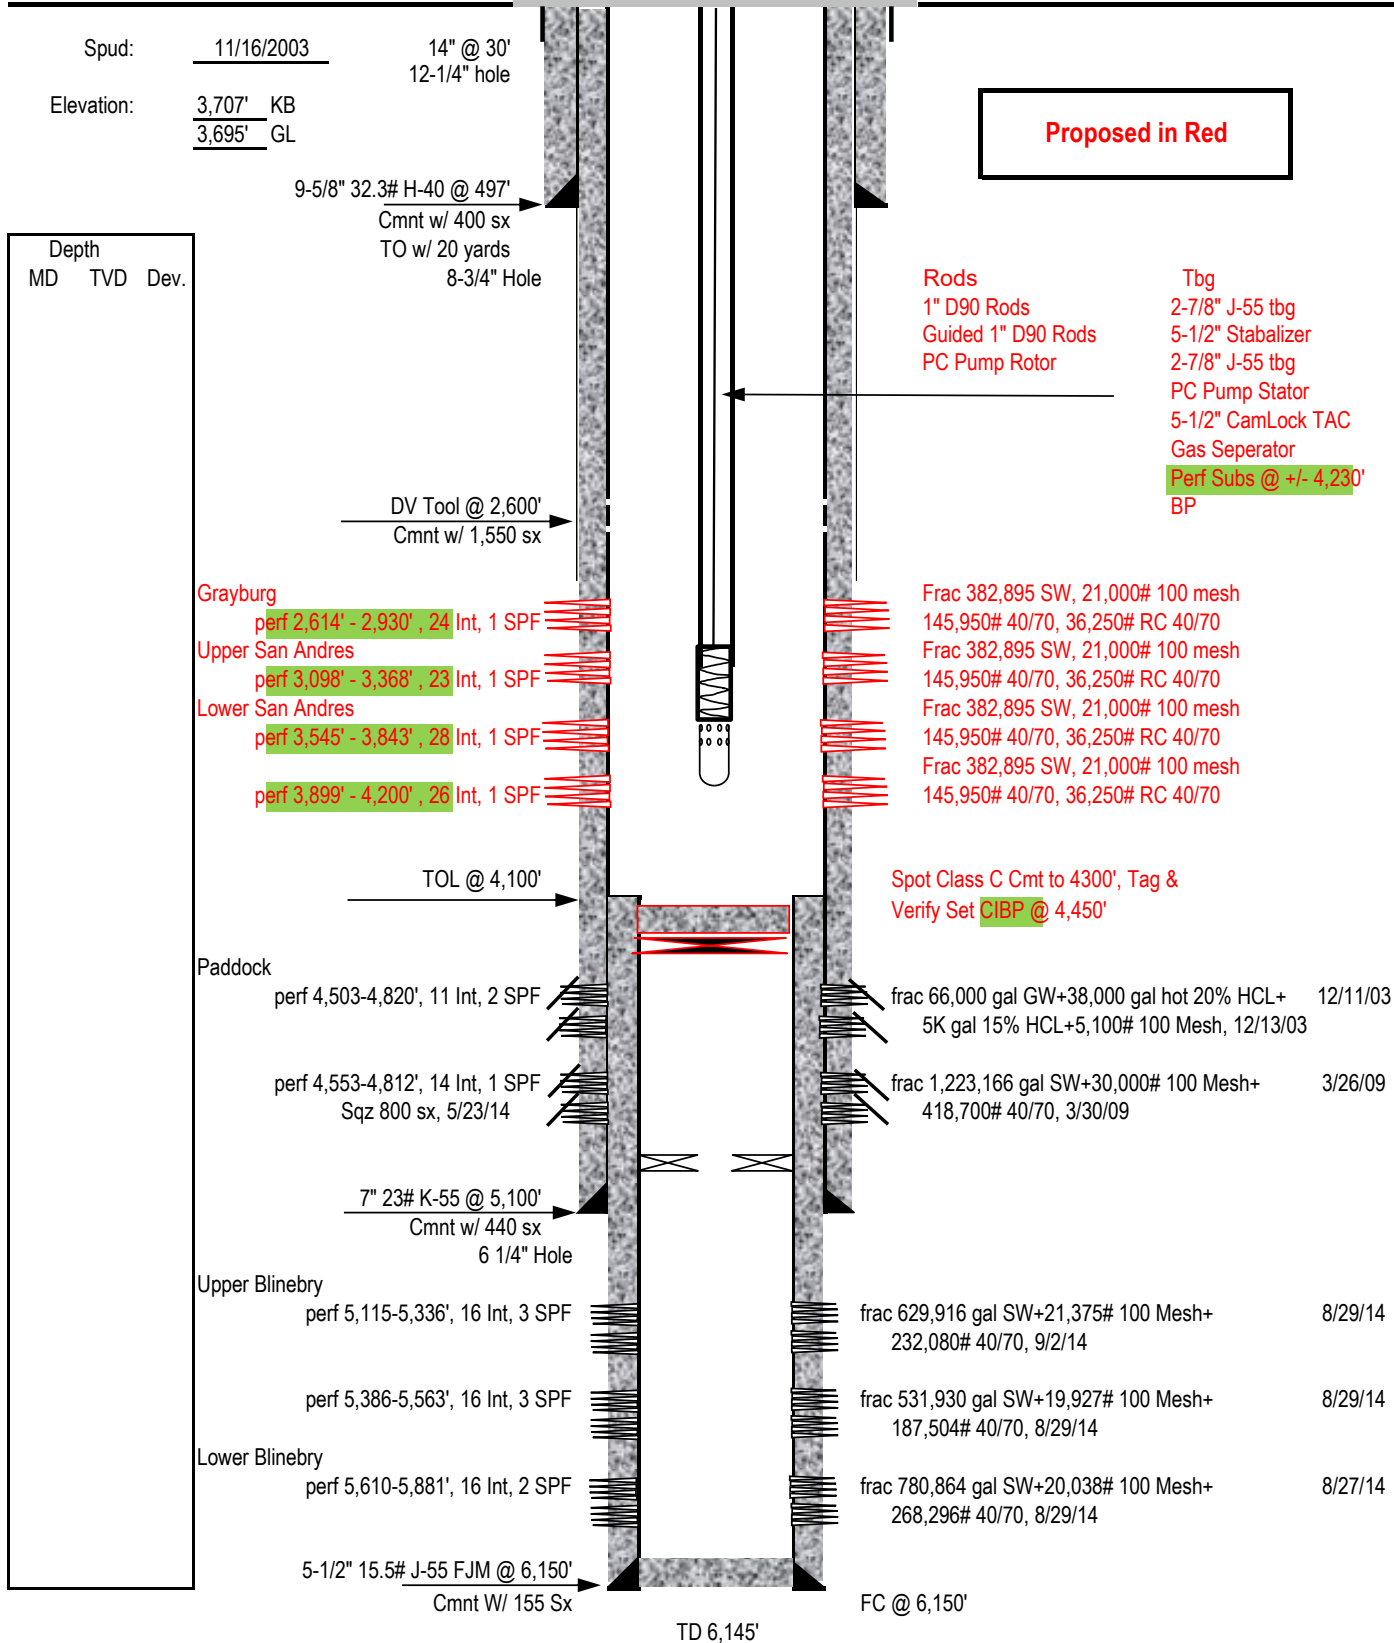 Spud: 11/16/2003 14" @ 30'
12-1/4" hole
Elevation: 3,707' KB
3,695' GL
Proposed in Red
9-5/8" 32.3# H-40 @ 497'
Cmnt w/ 400 sx
TO w/ 20 yards
8-3/4" Hole
Depth
MD TVD Dev.
Rods
1" D90 Rods
Guided 1" D90 Rods
PC Pump Rotor
Tbg
2-7/8" J-55 tbg
5-1/2" Stabalizer
2-7/8" J-55 tbg
PC Pump Stator
5-1/2" CamLock TAC
Gas Seperator
Perf Subs @ +/- 4,230'
BP
DV Tool @ 2,600'
Cmnt w/ 1,550 sx
Grayburg
perf 2,614' - 2,930' , 24 Int, 1 SPF
Upper San Andres
perf 3,098' - 3,368' , 23 Int, 1 SPF
Lower San Andres
perf 3,545' - 3,843' , 28 Int, 1 SPF
perf 3,899' - 4,200' , 26 Int, 1 SPF
Frac 382,895 SW, 21,000# 100 mesh
145,950# 40/70, 36,250# RC 40/70
Frac 382,895 SW, 21,000# 100 mesh
145,950# 40/70, 36,250# RC 40/70
Frac 382,895 SW, 21,000# 100 mesh
145,950# 40/70, 36,250# RC 40/70
Frac 382,895 SW, 21,000# 100 mesh
145,950# 40/70, 36,250# RC 40/70
TOL @ 4,100'
Spot Class C Cmt to 4300', Tag &
Verify Set CIBP @ 4,450'
Paddock
perf 4,503-4,820', 11 Int, 2 SPF
frac 66,000 gal GW+38,000 gal hot 20% HCL+ 12/11/03
5K gal 15% HCL+5,100# 100 Mesh, 12/13/03
perf 4,553-4,812', 14 Int, 1 SPF
Sqz 800 sx, 5/23/14
frac 1,223,166 gal SW+30,000# 100 Mesh+ 3/26/09
418,700# 40/70, 3/30/09
7" 23# K-55 @ 5,100'
Cmnt w/ 440 sx
6 1/4" Hole
Upper Blinebry
perf 5,115-5,336', 16 Int, 3 SPF
frac 629,916 gal SW+21,375# 100 Mesh+ 8/29/14
232,080# 40/70, 9/2/14
perf 5,386-5,563', 16 Int, 3 SPF
frac 531,930 gal SW+19,927# 100 Mesh+ 8/29/14
187,504# 40/70, 8/29/14
Lower Blinebry
perf 5,610-5,881', 16 Int, 2 SPF
frac 780,864 gal SW+20,038# 100 Mesh+ 8/27/14
268,296# 40/70, 8/29/14
5-1/2" 15.5# J-55 FJM @ 6,150'
Cmnt W/ 155 Sx
FC @ 6,150'
TD 6,145'